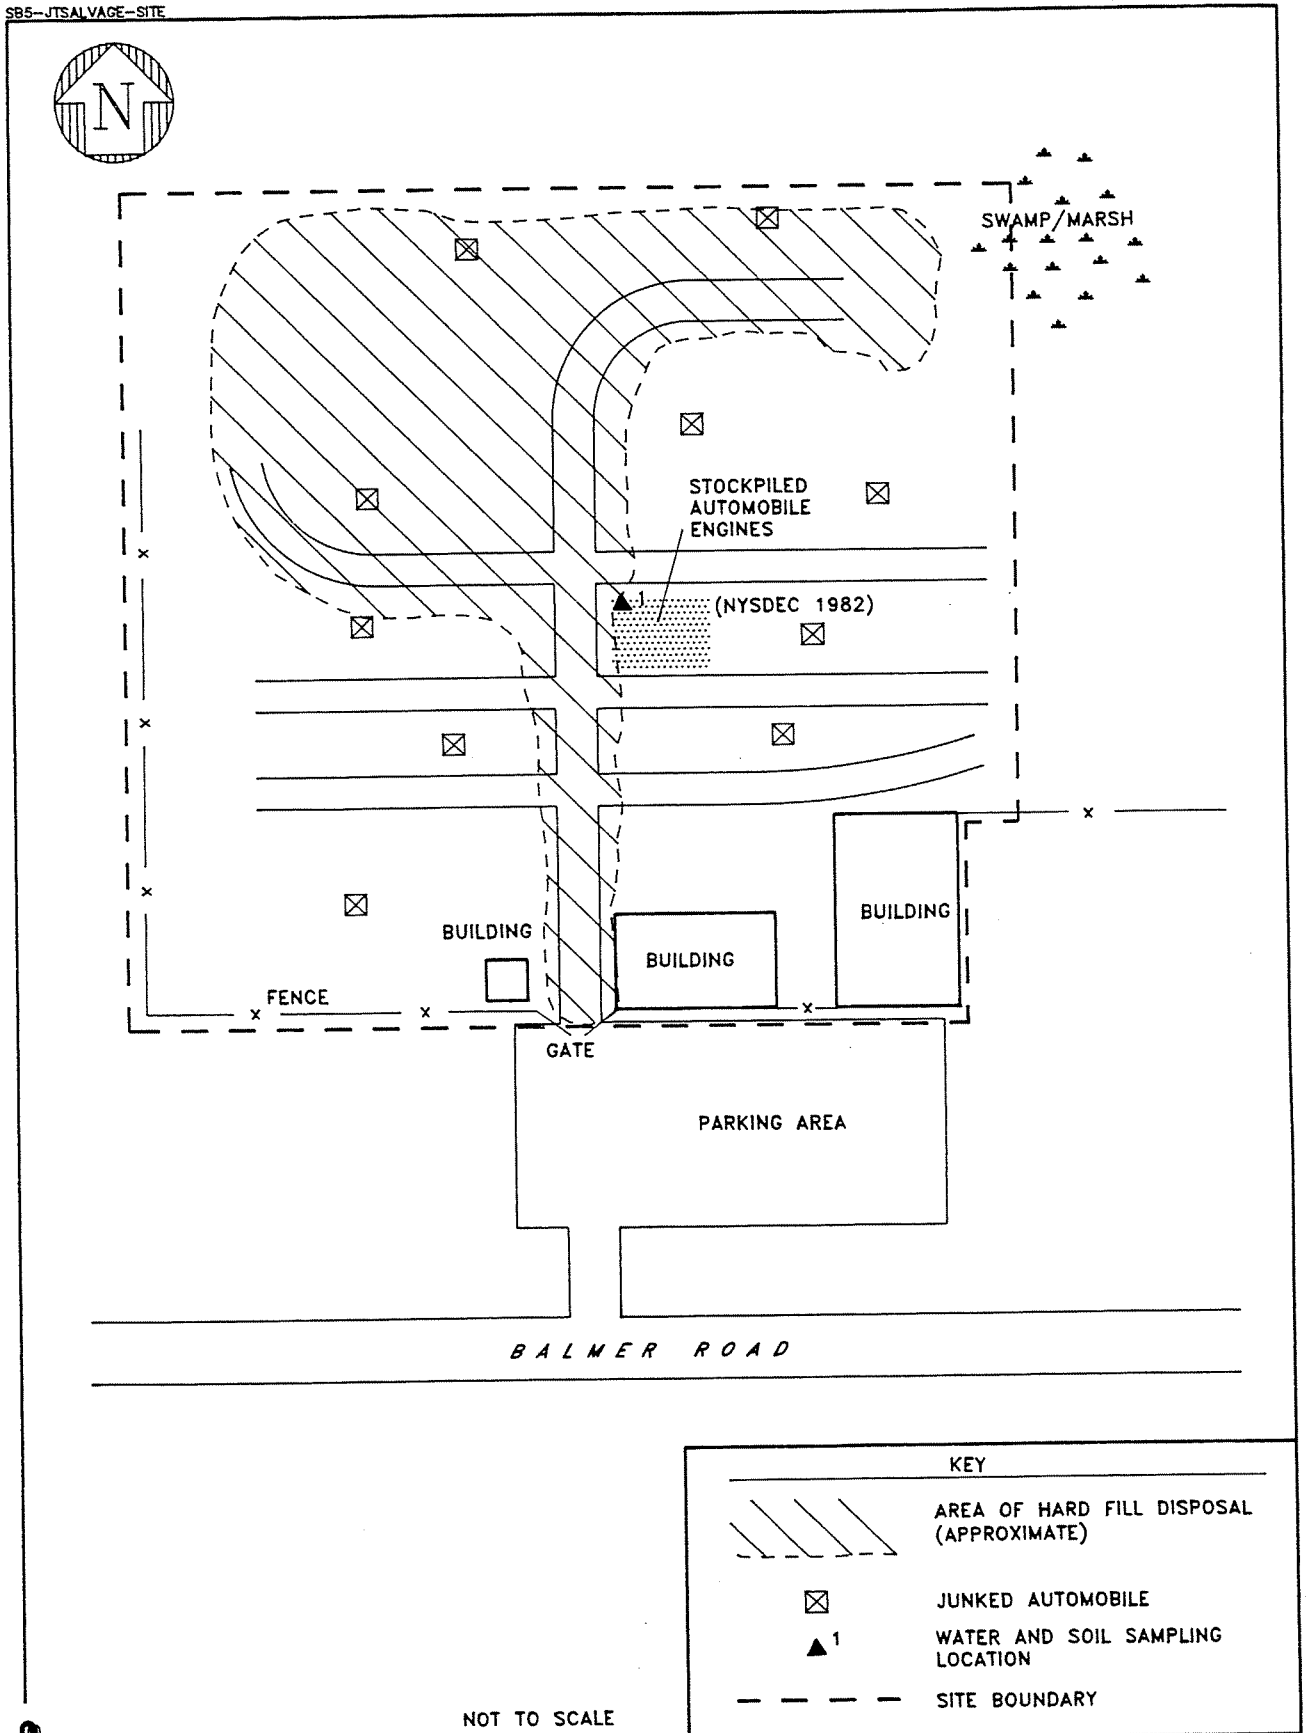 SB5-JTSALVAGE-SITE
N
SWAMP/MARSH
STOCKPILED
AUTOMOBILE
ENGINES
1
(NYSDEC 1982)
BUILDING
BUILDING
BUILDING
FENCE
GATE
PARKING AREA
BALMER ROAD
KEY
AREA OF HARD FILL DISPOSAL
(APPROXIMATE)
JUNKED AUTOMOBILE
1
WATER AND SOIL SAMPLING
LOCATION
SITE BOUNDARY
NOT TO SCALE